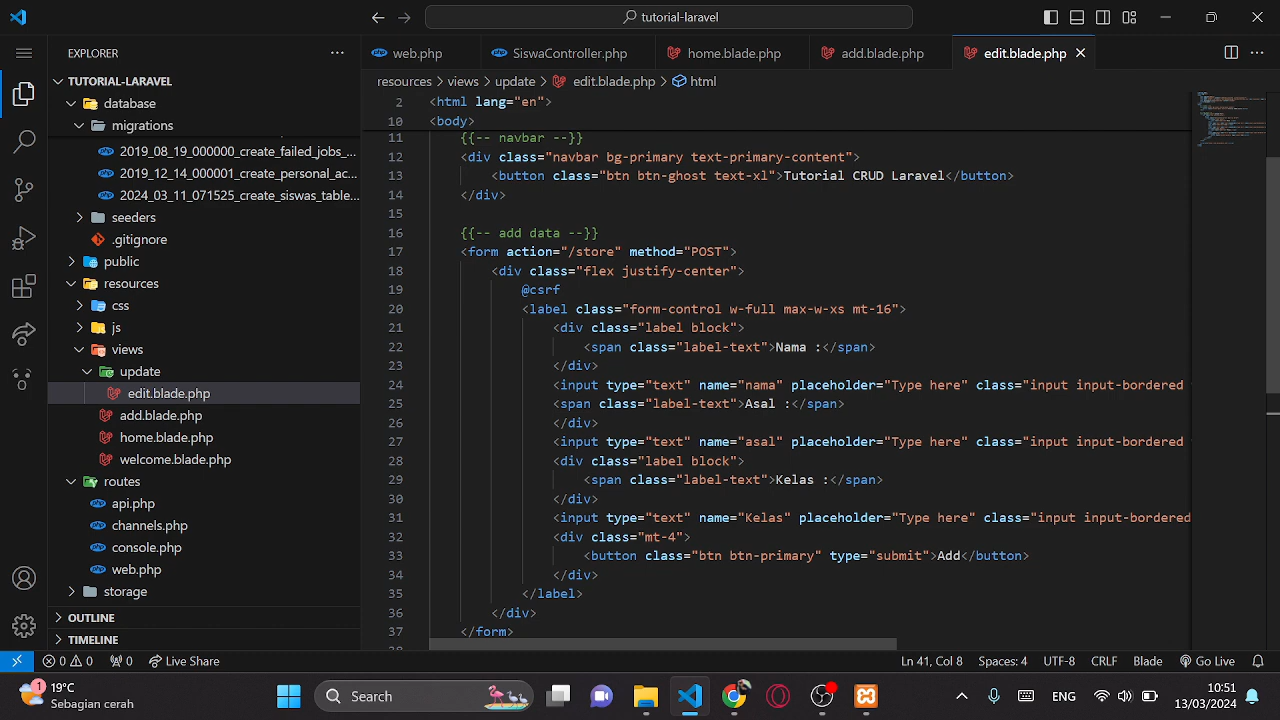 tutorial-laravel
EXPLORER
web.php
SiswaController.php
home.blade.php
add.blade.php
edit.blade.php
TUTORIAL-LARAVEL
database
migrations
2019_08_19_000000_create_failed_jobs_...
2019_12_14_000001_create_personal_ac...
2024_03_11_071525_create_siswas_table...
seeders
.gitignore
public
resources
css
js
views
update
edit.blade.php
add.blade.php
home.blade.php
welcome.blade.php
routes
api.php
channels.php
console.php
web.php
storage
OUTLINE
TIMELINE
resources > views > update > edit.blade.php > html
2 <html lang="en">
10 <body>
11 {{-- navbar --}}
12 <div class="navbar bg-primary text-primary-content">
13 <button class="btn btn-ghost text-xl">Tutorial CRUD Laravel</button>
14 </div>
15
16 {{-- add data --}}
17 <form action="/store" method="POST">
18 <div class="flex justify-center">
19 @csrf
20 <label class="form-control w-full max-w-xs mt-16">
21 <div class="label block">
22 <span class="label-text">Nama :</span>
23 </div>
24 <input type="text" name="nama" placeholder="Type here" class="input input-bordered
25 <span class="label-text">Asal :</span>
26 </div>
27 <input type="text" name="asal" placeholder="Type here" class="input input-bordered
28 <div class="label block">
29 <span class="label-text">Kelas :</span>
30 </div>
31 <input type="text" name="Kelas" placeholder="Type here" class="input input-bordered
32 <div class="mt-4">
33 <button class="btn btn-primary" type="submit">Add</button>
34 </div>
35 </label>
36 </div>
37 </form>
0 0 0 Live Share Ln 41, Col 8 Spaces: 4 UTF-8 CRLF Blade Go Live
1 19°C
Sebagian cerah
Search
ENG
10:51
13/03/2024